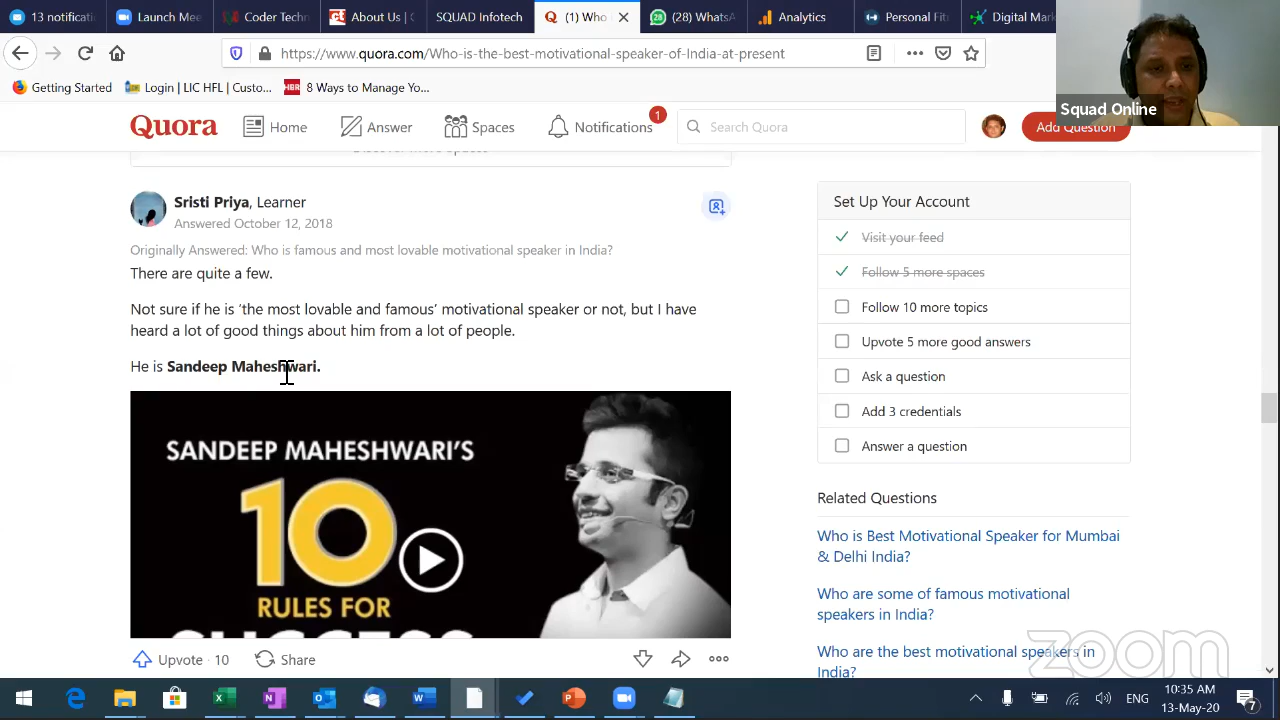 13 notificati
Launch Mee
Coder Techn
About Us | C
SQUAD Infotech
(1) Who
(28) WhatsA
Analytics
Personal Fit
Digital Mark
https://www.quora.com/Who-is-the-best-motivational-speaker-of-India-at-present
Getting Started
Login | LIC HFL | Custo...
HBR
8 Ways to Manage Yo...
Squad Online
Quora
Home
Answer
Spaces
Notifications
1
Search Quora
Add Question
Discover more Spaces
Sristi Priya, Learner
Answered October 12, 2018
Originally Answered: Who is famous and most lovable motivational speaker in India?
There are quite a few.
Not sure if he is ‘the most lovable and famous’ motivational speaker or not, but I have
heard a lot of good things about him from a lot of people.
He is Sandeep Maheshwari.
SANDEEP MAHESHWARI'S
10
RULES FOR
SUCCESS
Upvote · 10
Share
Set Up Your Account
Visit your feed
Follow 5 more spaces
Follow 10 more topics
Upvote 5 more good answers
Ask a question
Add 3 credentials
Answer a question
Related Questions
Who is Best Motivational Speaker for Mumbai
& Delhi India?
Who are some of famous motivational
speakers in India?
Who are the best motivational speakers in
India?
zoom
ENG
10:35 AM
13-May-20
7